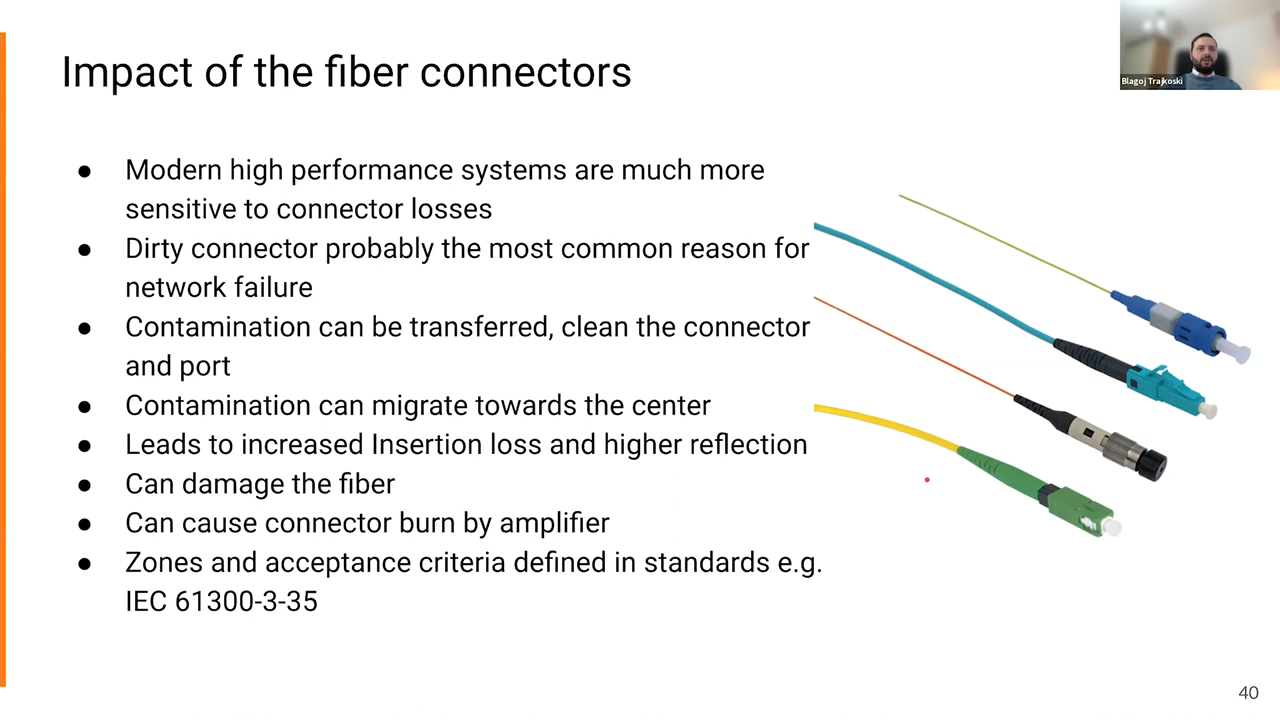 Impact of the fiber connectors
Blagoj Trajkoski
● Modern high performance systems are much more
sensitive to connector losses
● Dirty connector probably the most common reason for
network failure
● Contamination can be transferred, clean the connector
and port
● Contamination can migrate towards the center
● Leads to increased Insertion loss and higher reflection
● Can damage the fiber
● Can cause connector burn by amplifier
● Zones and acceptance criteria defined in standards e.g.
IEC 61300-3-35
40